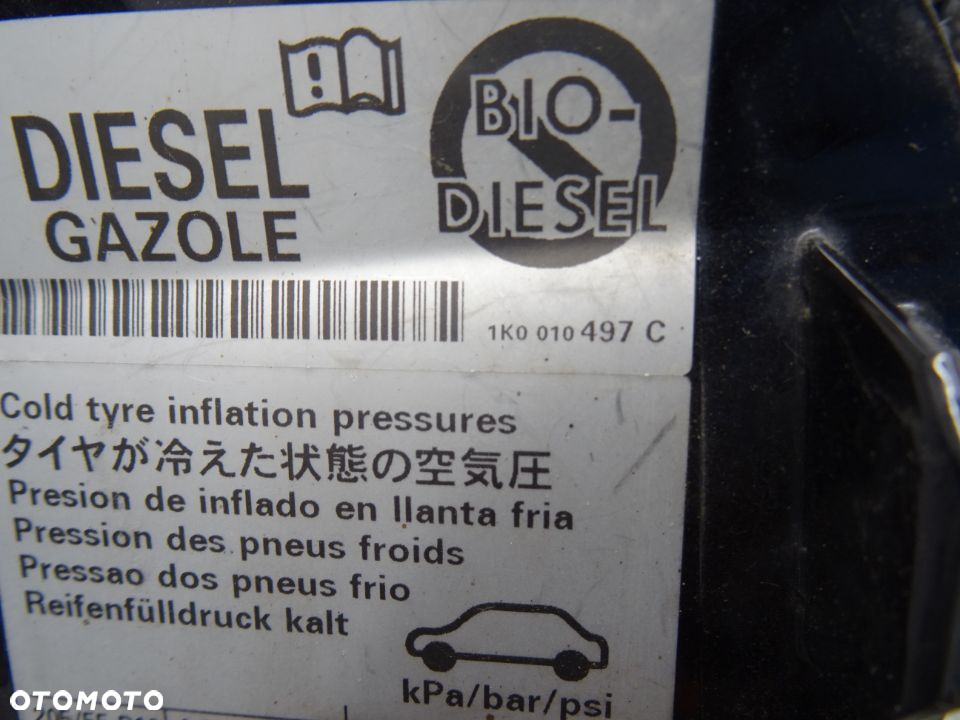 DIESEL
GAZOLE
BIO-
DIESEL
1K0 010 497 C
Cold tyre inflation pressures
タイヤが冷えた状態の空気圧
Presion de inflado en llanta fria
Pression des pneus froids
Pressao dos pneus frio
Reifenfülldruck kalt
kPa/bar/psi
OTOMOTO